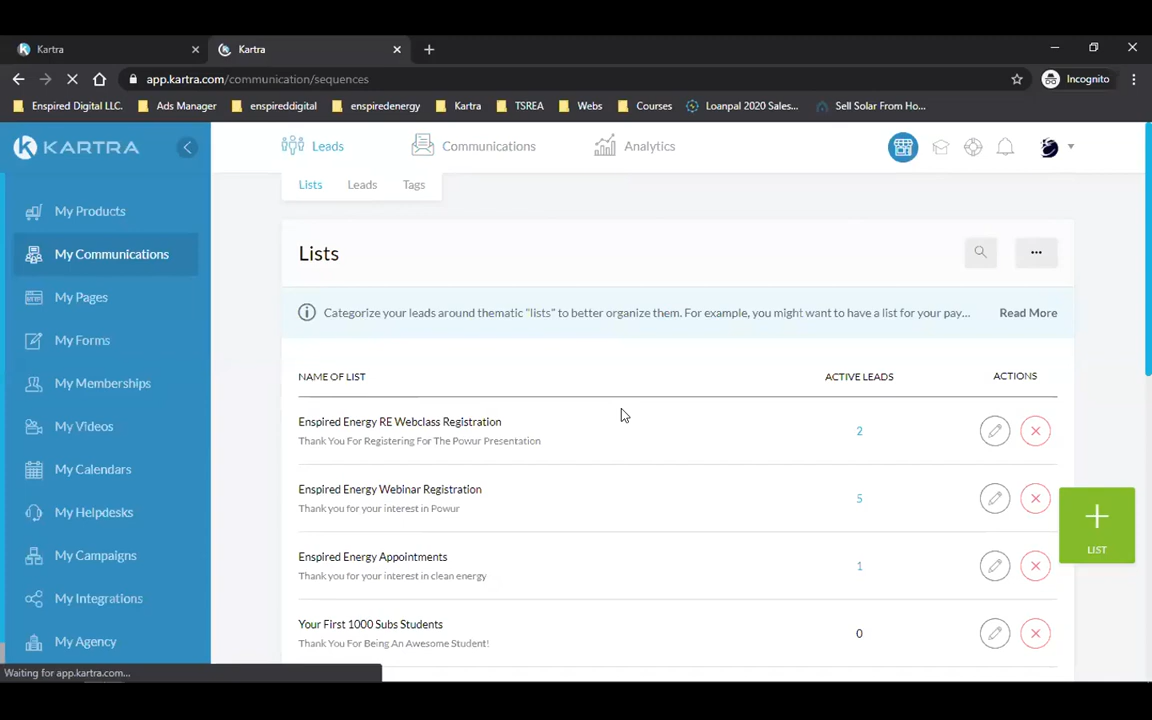 Kartra
Kartra
app.kartra.com/communication/sequences
Incognito
Enspired Digital LLC.
Ads Manager
enspireddigital
enspiredenergy
Kartra
TSREA
Webs
Courses
Loanpal 2020 Sales...
Sell Solar From Ho...
KARTRA
Leads
Communications
Analytics
Lists
Leads
Tags
My Products
My Communications
My Pages
My Forms
My Memberships
My Videos
My Calendars
My Helpdesks
My Campaigns
My Integrations
My Agency
Lists
Categorize your leads around thematic "lists" to better organize them. For example, you might want to have a list for your pay...
Read More
NAME OF LIST
ACTIVE LEADS
ACTIONS
Enspired Energy RE Webclass Registration
Thank You For Registering For The Powur Presentation
2
Enspired Energy Webinar Registration
Thank you for your interest in Powur
5
Enspired Energy Appointments
Thank you for your interest in clean energy
1
Your First 1000 Subs Students
Thank You For Being An Awesome Student!
0
LIST
Waiting for app.kartra.com...